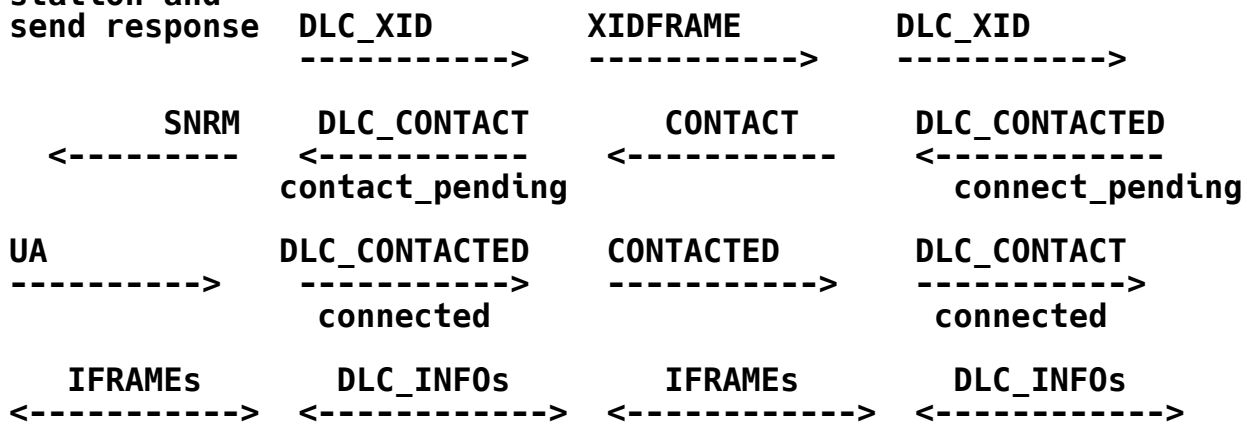 send response  DLC_XID        XIDFRAME        DLC_XID
               ----------->   ----------->    ----------->
        SNRM    DLC_CONTACT       CONTACT      DLC_CONTACTED
  <---------   <-----------    <-----------    <------------
              contact_pending                    connect_pending
UA            DLC_CONTACTED    CONTACTED       DLC_CONTACT
---------->    ----------->    ----------->    ----------->
                connected                       connected
   IFRAMEs       DLC_INFOs        IFRAMEs        DLC_INFOs
<----------->  <------------>  <------------>  <------------>